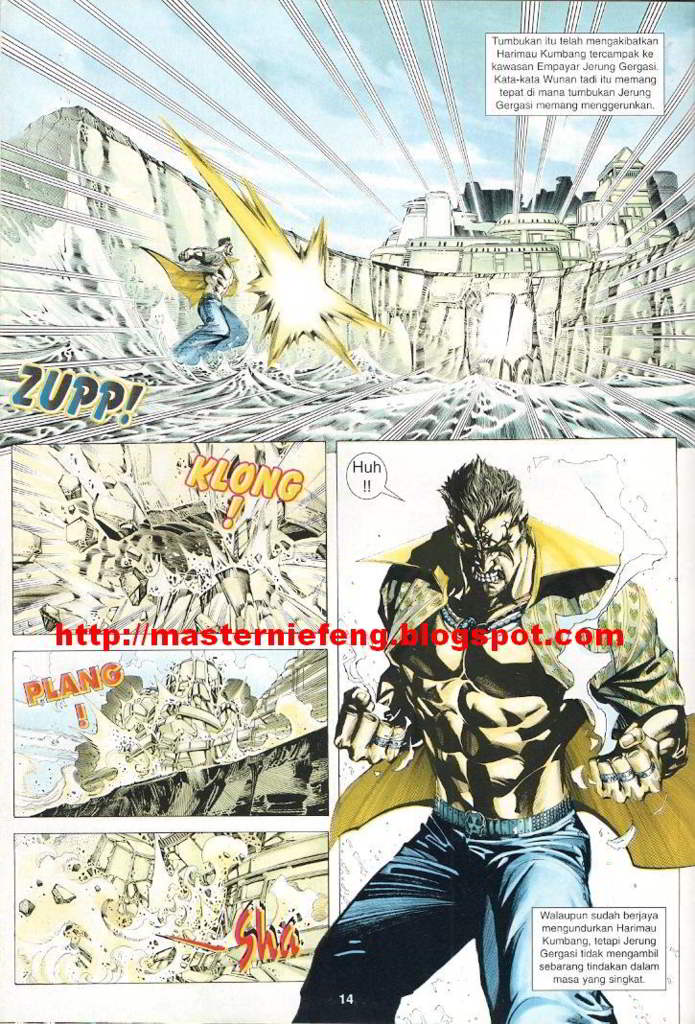 Tumbukan itu telah mengakibatkan
Harimau Kumbang tercampak ke
kawasan Empayar Jerung Gergasi.
Kata-kata Wunan tadi itu memang
tepat di mana tumbukan Jerung
Gergasi memang menggerunkan.
ZUPP!
KLONG
!
Huh
!!
http://masterniefeng.blogspot.com
PLANG
!
Sha
Walaupun sudah berjaya
mengundurkan Harimau
Kumbang, tetapi Jerung
Gergasi tidak mengambil
sebarang tindakan dalam
masa yang singkat.
14